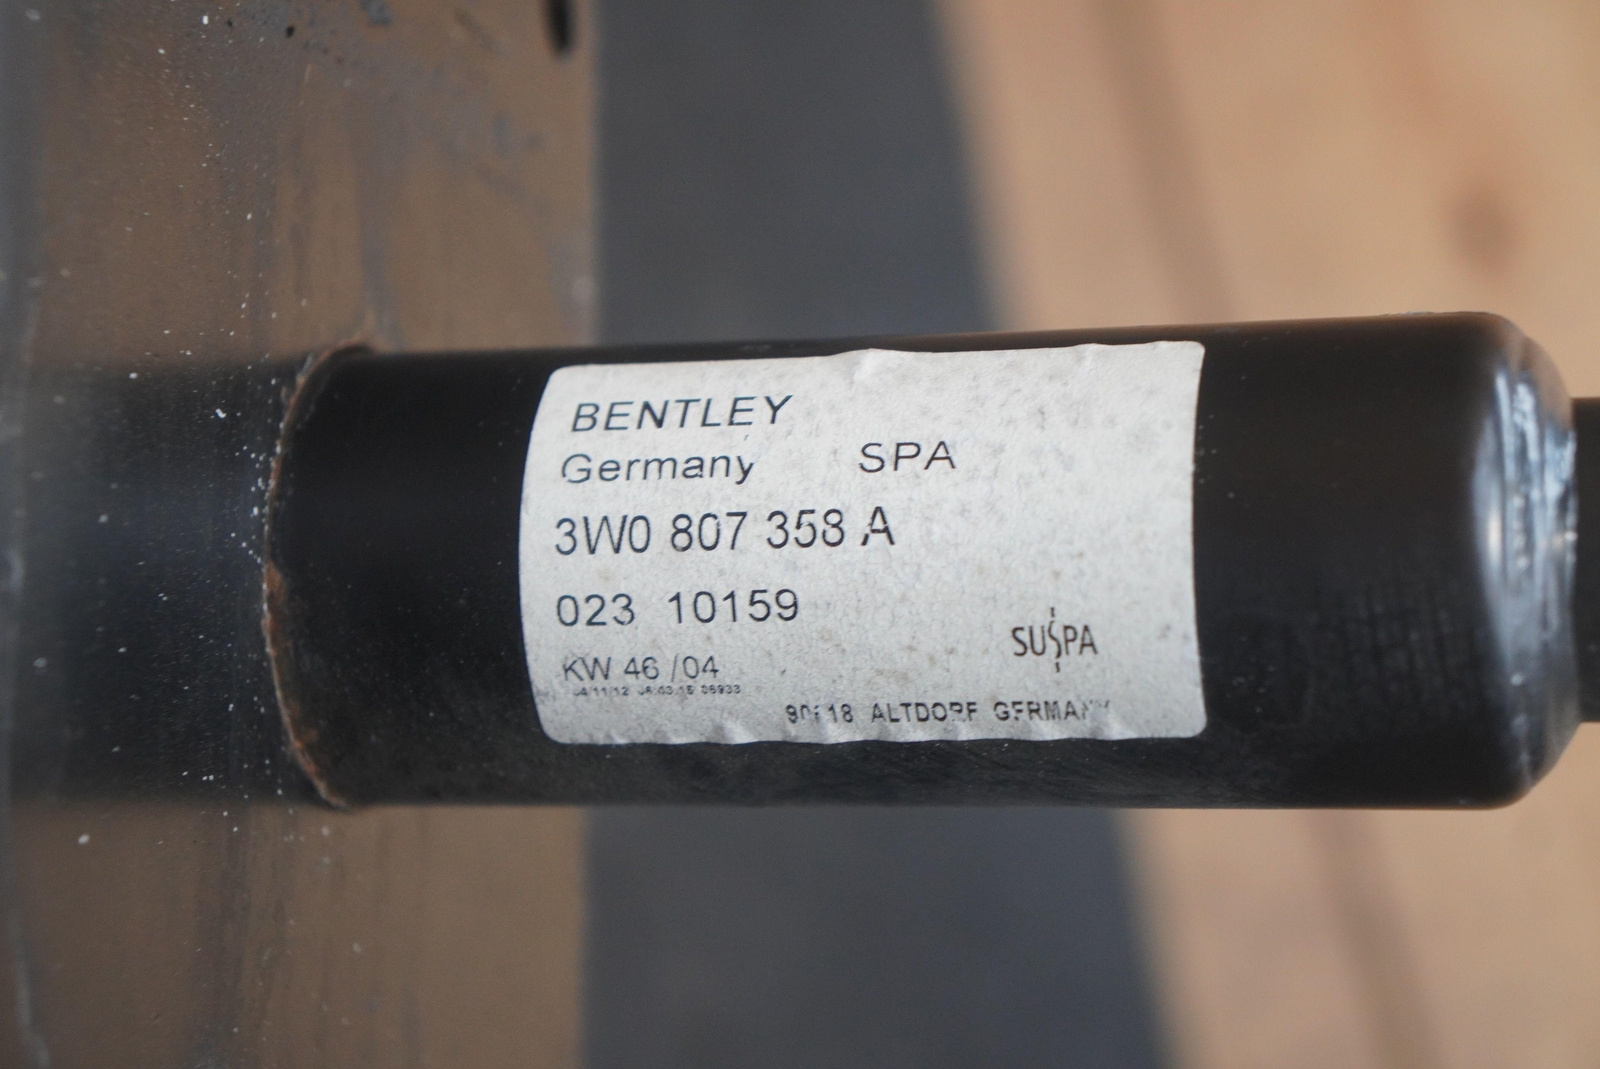 BENTLEY
Germany SPA
3W0 807 358 A
023 10159
SUSPA
KW 46 /04
ALTDORF GERMANY